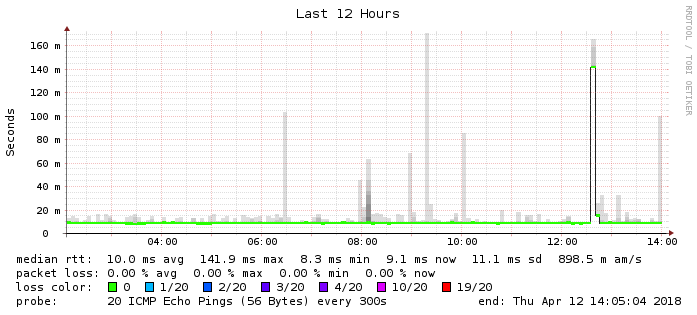 Last 12 Hours
RRDTOOL / TOBI OETIKER
Seconds
160 m
140 m
120 m
100 m
80 m
60 m
40 m
20 m
0
04:00 06:00 08:00 10:00 12:00 14:00
median rtt: 10.0 ms avg 141.9 ms max 8.3 ms min 9.1 ms now 11.1 ms sd 898.5 m am/s
packet loss: 0.00 % avg 0.00 % max 0.00 % min 0.00 % now
loss color: 0 1/20 2/20 3/20 4/20 10/20 19/20
probe: 20 ICMP Echo Pings (56 Bytes) every 300s end: Thu Apr 12 14:05:04 2018